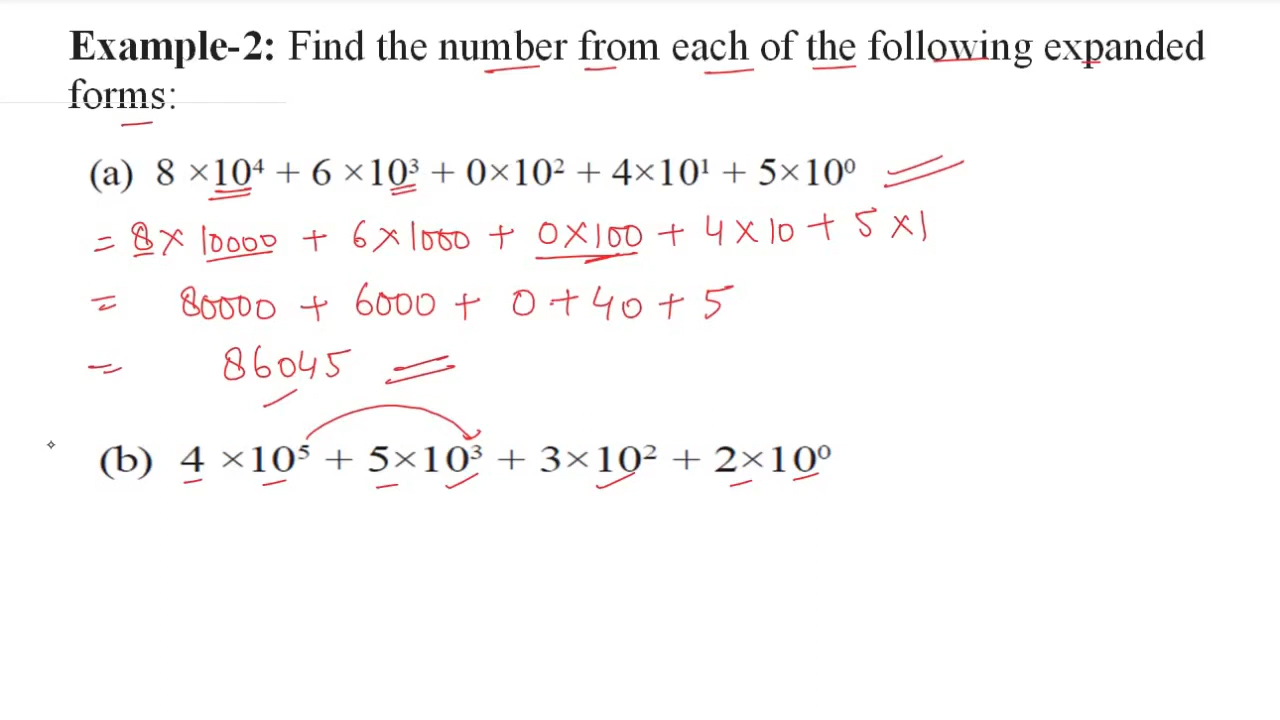 Example-2: Find the number from each of the following expanded
forms:
(a) 8 ×10⁴ + 6 ×10³ + 0×10² + 4×10¹ + 5×10⁰
= 8 × 10000 + 6 × 1000 + 0 × 100 + 4 × 10 + 5 × 1
= 80000 + 6000 + 0 + 40 + 5
= 86045
(b) 4 ×10⁵ + 5×10³ + 3×10² + 2×10⁰